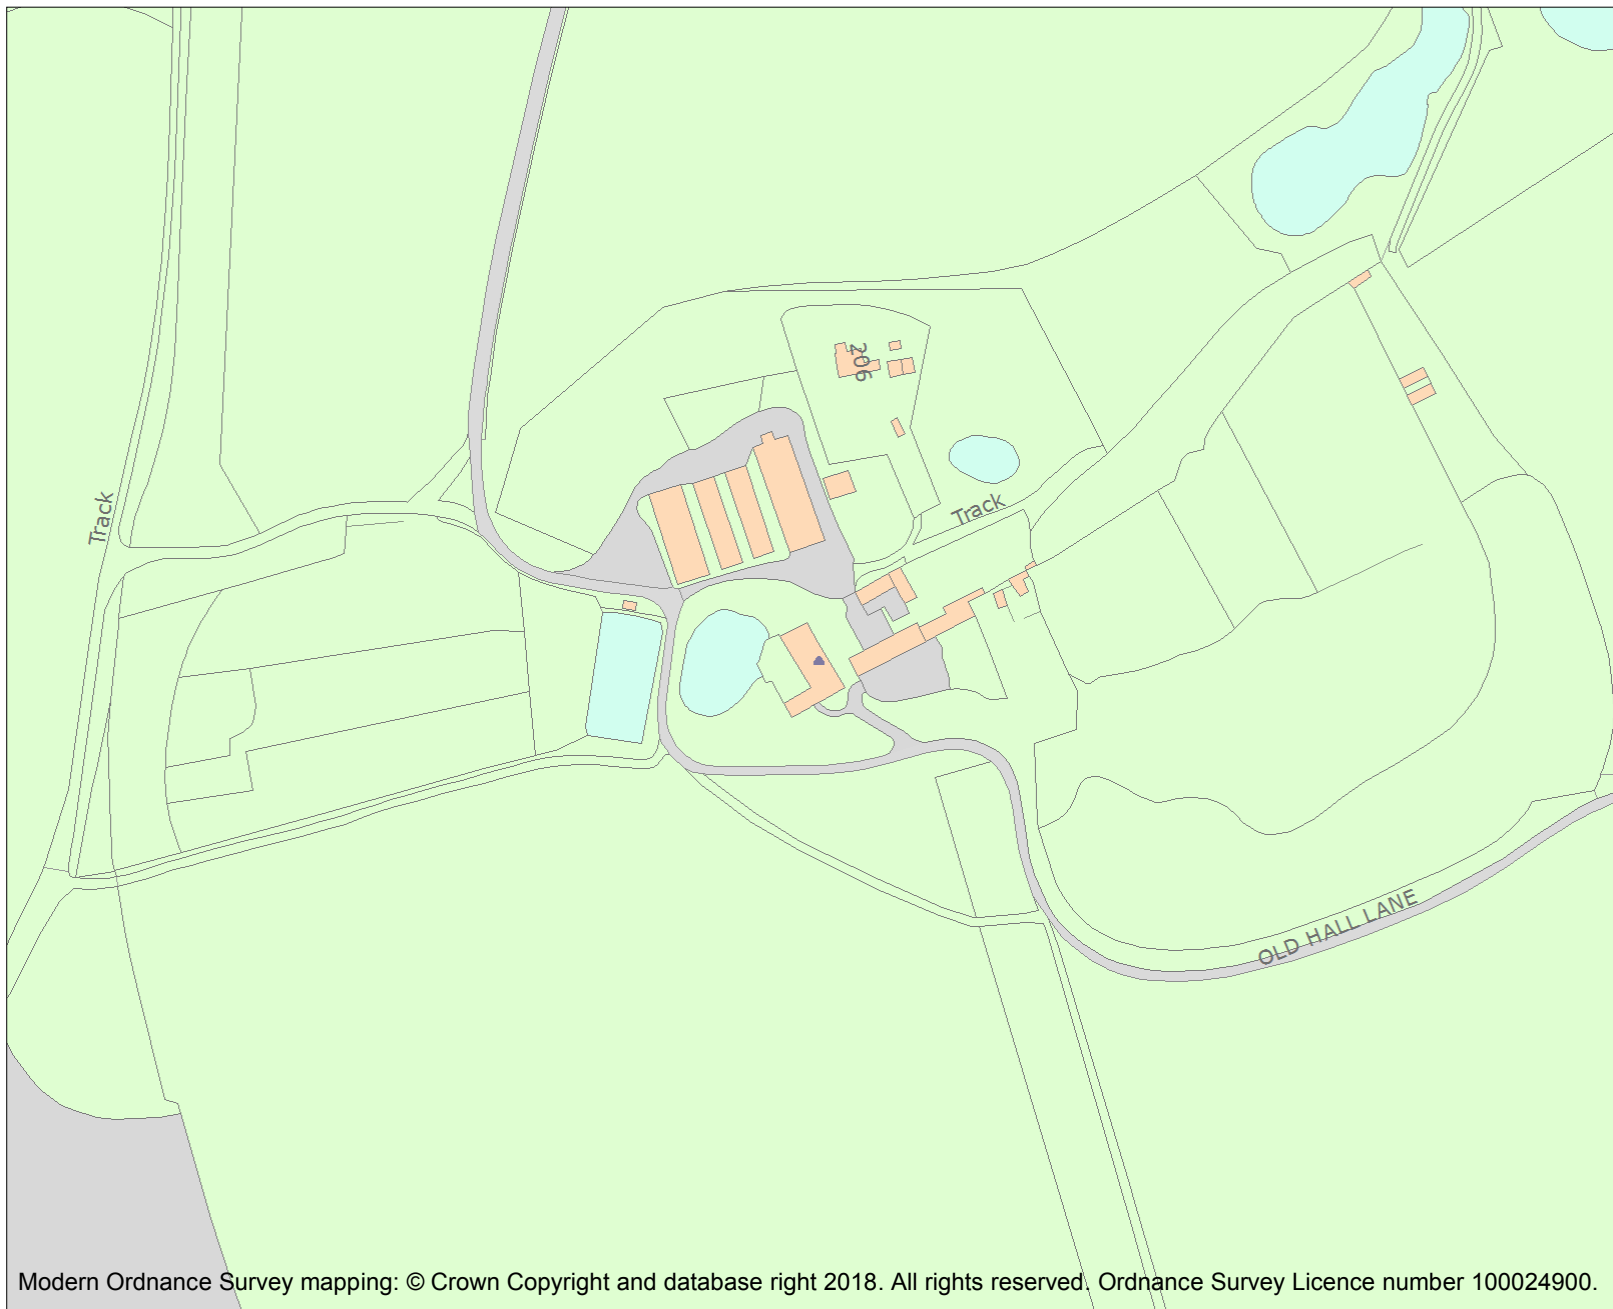 206
Track
Track
OLD HALL LANE
Modern Ordnance Survey mapping: © Crown Copyright and database right 2018. All rights reserved. Ordnance Survey Licence number 100024900.